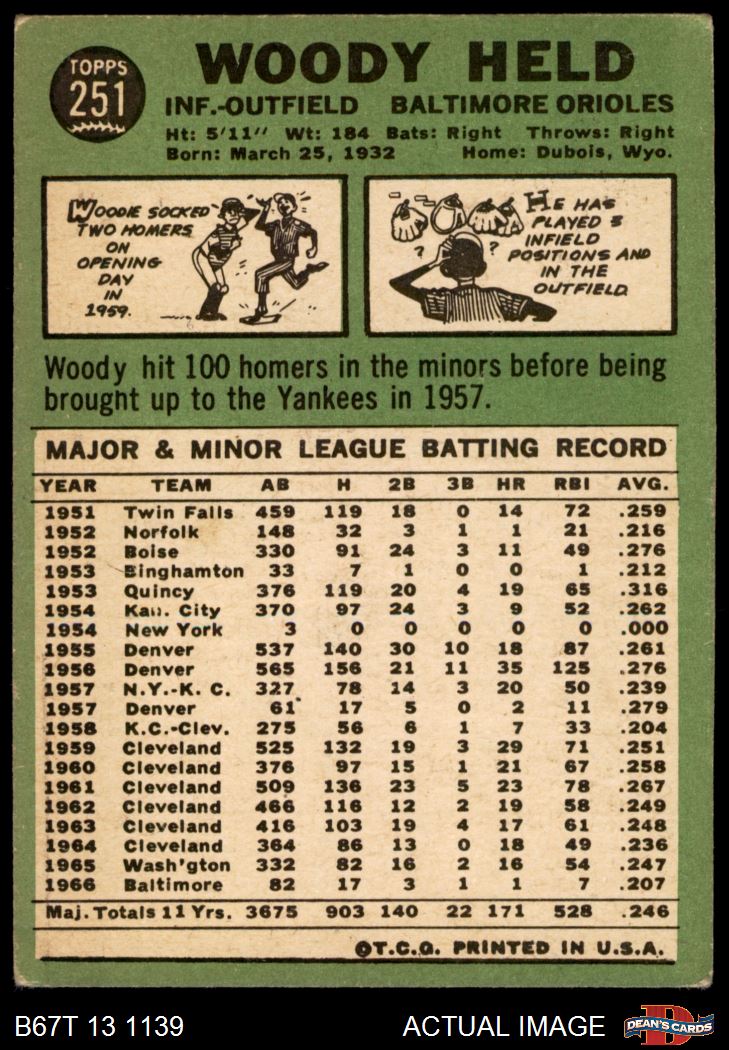 TOPPS
251
WOODY HELD
INF.-OUTFIELD BALTIMORE ORIOLES
Ht: 5'11" Wt: 184 Bats: Right Throws: Right
Born: March 25, 1932 Home: Dubois, Wyo.
WOODIE SOCKED
TWO HOMERS
ON
OPENING
DAY
IN
1959.
? ?
HE HAS
PLAYED 3
INFIELD
POSITIONS AND
IN THE
OUTFIELD.
Woody hit 100 homers in the minors before being
brought up to the Yankees in 1957.
MAJOR & MINOR LEAGUE BATTING RECORD
YEAR TEAM AB H 2B 3B HR RBI AVG.
1951 Twin Falls 459 119 18 0 14 72 .259
1952 Norfolk 148 32 3 1 1 21 .216
1952 Boise 330 91 24 3 11 49 .276
1953 Binghamton 33 7 1 0 0 1 .212
1953 Quincy 376 119 20 4 19 65 .316
1954 Kan. City 370 97 24 3 9 52 .262
1954 New York 3 0 0 0 0 0 .000
1955 Denver 537 140 30 10 18 87 .261
1956 Denver 565 156 21 11 35 125 .276
1957 N.Y.-K. C. 327 78 14 3 20 50 .239
1957 Denver 61 17 5 0 2 11 .279
1958 K.C.-Clev. 275 56 6 1 7 33 .204
1959 Cleveland 525 132 19 3 29 71 .251
1960 Cleveland 376 97 15 1 21 67 .258
1961 Cleveland 509 136 23 5 23 78 .267
1962 Cleveland 466 116 12 2 19 58 .249
1963 Cleveland 416 103 19 4 17 61 .248
1964 Cleveland 364 86 13 0 18 49 .236
1965 Wash'gton 332 82 16 2 16 54 .247
1966 Baltimore 82 17 3 1 1 7 .207
Maj. Totals 11 Yrs. 3675 903 140 22 171 528 .246
©T.C.G. PRINTED IN U.S.A.
B67T 13 1139 ACTUAL IMAGE
D
DEAN'S CARDS